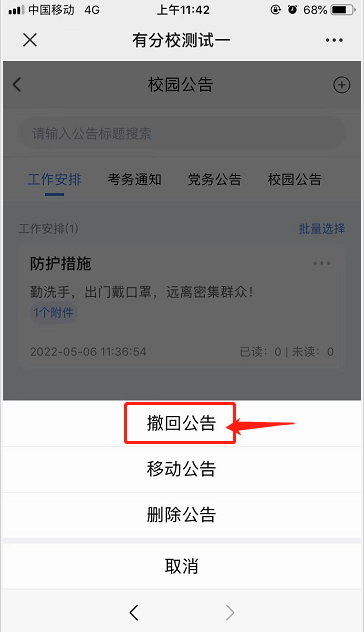 中国移动 4G 上午11:42 68%
有分校测试一
校园公告
请输入公告标题搜索
工作安排 考务通知 党务公告 校园公告
工作安排(1) 批量选择
防护措施
勤洗手，出门戴口罩，远离密集群众！
1个附件
2022-05-06 11:36:54 已读：0 | 未读：0
撤回公告
移动公告
删除公告
取消